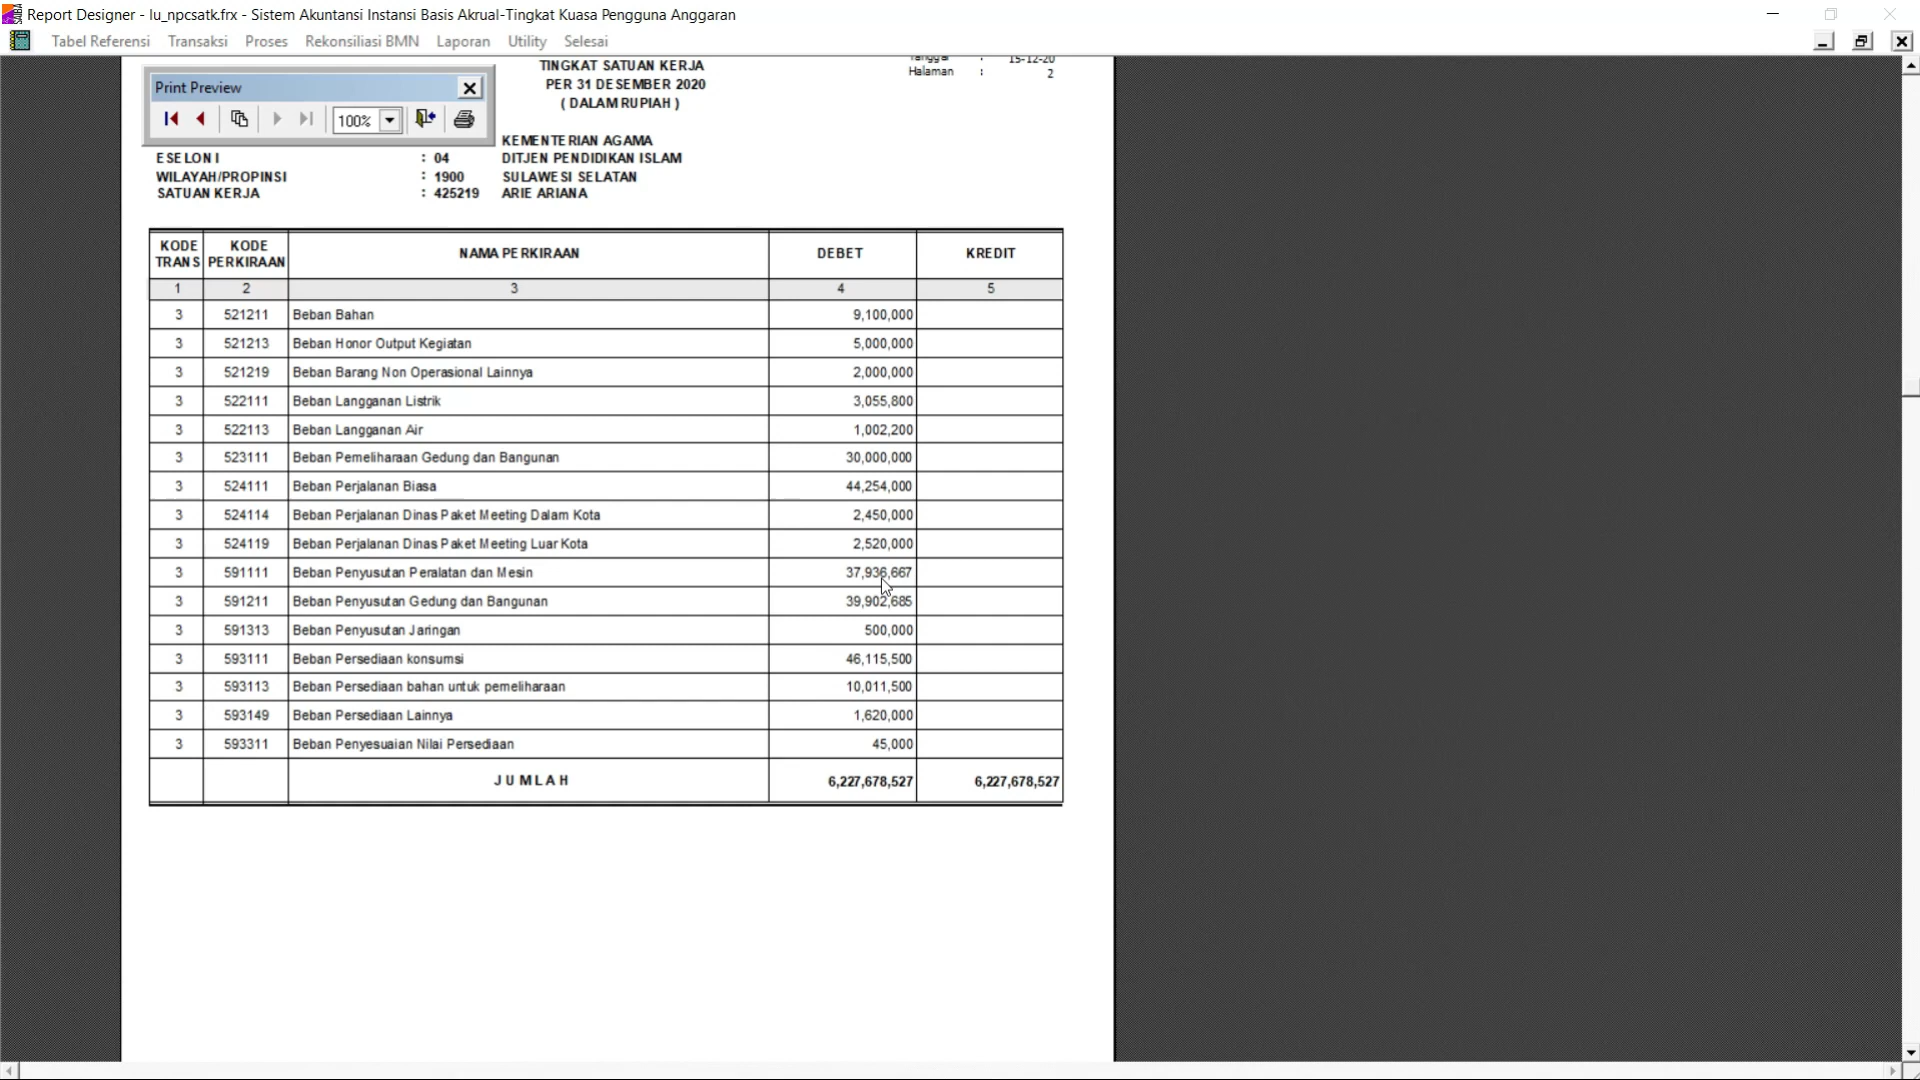 Report Designer - lu_npcsatk.frx - Sistem Akuntansi Instansi Basis Akrual-Tingkat Kuasa Pengguna Anggaran
Tabel Referensi Transaksi Proses Rekonsiliasi BMN Laporan Utility Selesai
Print Preview
100%
TINGKAT SATUAN KERJA
PER 31 DESEMBER 2020
( DALAM RUPIAH )
Tanggal : 15-12-20
Halaman : 2
KEMENTERIAN AGAMA
ESELON I : 04 DITJEN PENDIDIKAN ISLAM
WILAYAH/PROPINSI : 1900 SULAWESI SELATAN
SATUAN KERJA : 425219 ARIE ARIANA
KODE TRANS KODE PERKIRAAN NAMA PERKIRAAN DEBET KREDIT
1 2 3 4 5
3 521211 Beban Bahan 9,100,000
3 521213 Beban Honor Output Kegiatan 5,000,000
3 521219 Beban Barang Non Operasional Lainnya 2,000,000
3 522111 Beban Langganan Listrik 3,055,800
3 522113 Beban Langganan Air 1,002,200
3 523111 Beban Pemeliharaan Gedung dan Bangunan 30,000,000
3 524111 Beban Perjalanan Biasa 44,254,000
3 524114 Beban Perjalanan Dinas Paket Meeting Dalam Kota 2,450,000
3 524119 Beban Perjalanan Dinas Paket Meeting Luar Kota 2,520,000
3 591111 Beban Penyusutan Peralatan dan Mesin 37,936,667
3 591211 Beban Penyusutan Gedung dan Bangunan 39,902,685
3 591313 Beban Penyusutan Jaringan 500,000
3 593111 Beban Persediaan konsumsi 46,115,500
3 593113 Beban Persediaan bahan untuk pemeliharaan 10,011,500
3 593149 Beban Persediaan Lainnya 1,620,000
3 593311 Beban Penyesuaian Nilai Persediaan 45,000
J U M L A H 6,227,678,527 6,227,678,527